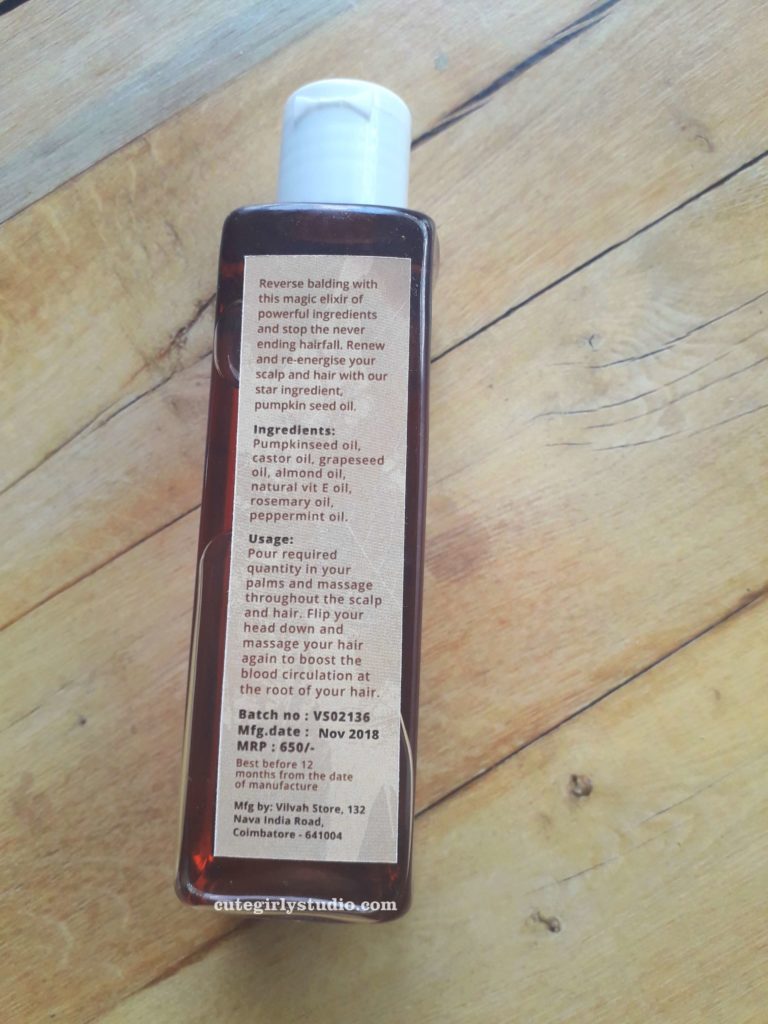 Reverse balding with
this magic elixir of
powerful ingredients
and stop the never
ending hairfall. Renew
and re-energise your
scalp and hair with our
star ingredient,
pumpkin seed oil.
Ingredients:
Pumpkinseed oil,
castor oil, grapeseed
oil, almond oil,
natural vit E oil,
rosemary oil,
peppermint oil.
Usage:
Pour required
quantity in your
palms and massage
throughout the scalp
and hair. Flip your
head down and
massage your hair
again to boost the
blood circulation at
the root of your hair.
Batch no : VS02136
Mfg.date : Nov 2018
MRP : 650/-
Best before 12
months from the date
of manufacture
Mfg by: Vilvah Store, 132
Nava India Road,
Coimbatore - 641004
cutegirlystudio.com